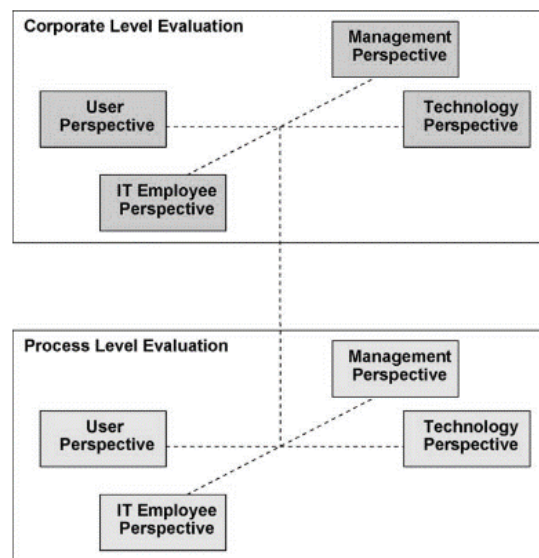 Corporate Level Evaluation
Management
Perspective
User
Perspective
Technology
Perspective
IT Employee
Perspective
Process Level Evaluation
Management
Perspective
User
Perspective
Technology
Perspective
IT Employee
Perspective